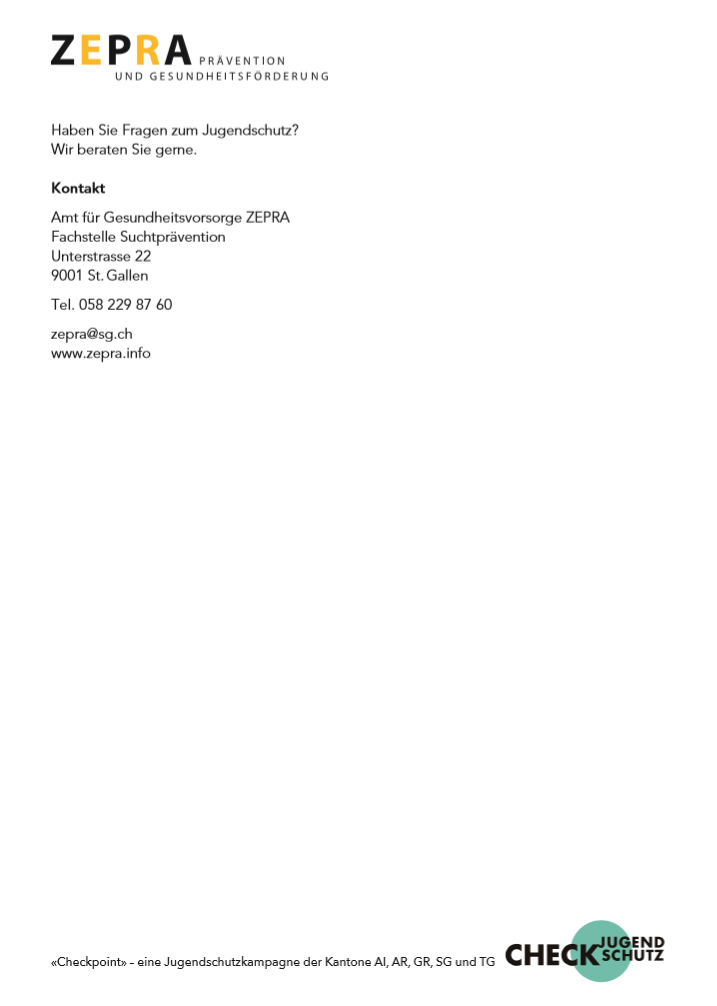 ZEPRA PRÄVENTION
UND GESUNDHEITSFÖRDERUNG
Haben Sie Fragen zum Jugendschutz?
Wir beraten Sie gerne.
Kontakt
Amt für Gesundheitsvorsorge ZEPRA
Fachstelle Suchtprävention
Unterstrasse 22
9001 St. Gallen
Tel. 058 229 87 60
zepra@sg.ch
www.zepra.info
«Checkpoint» – eine Jugendschutzkampagne der Kantone AI, AR, GR, SG und TG
CHECK JUGEND
SCHUTZ